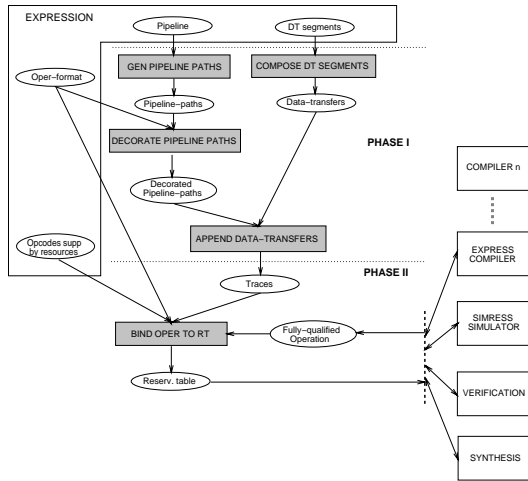 EXPRESSION
Pipeline
DT segments
GEN PIPELINE PATHS
COMPOSE DT SEGMENTS
Oper-format
Pipeline-paths
Data-transfers
DECORATE PIPELINE PATHS
PHASE I
COMPILER n
Decorated
Pipeline-paths
APPEND DATA-TRANSFERS
Opcodes supp
by resources
EXPRESS
COMPILER
PHASE II
Traces
SIMRESS
SIMULATOR
BIND OPER TO RT
Fully-qualified
Operation
Reserv. table
VERIFICATION
SYNTHESIS